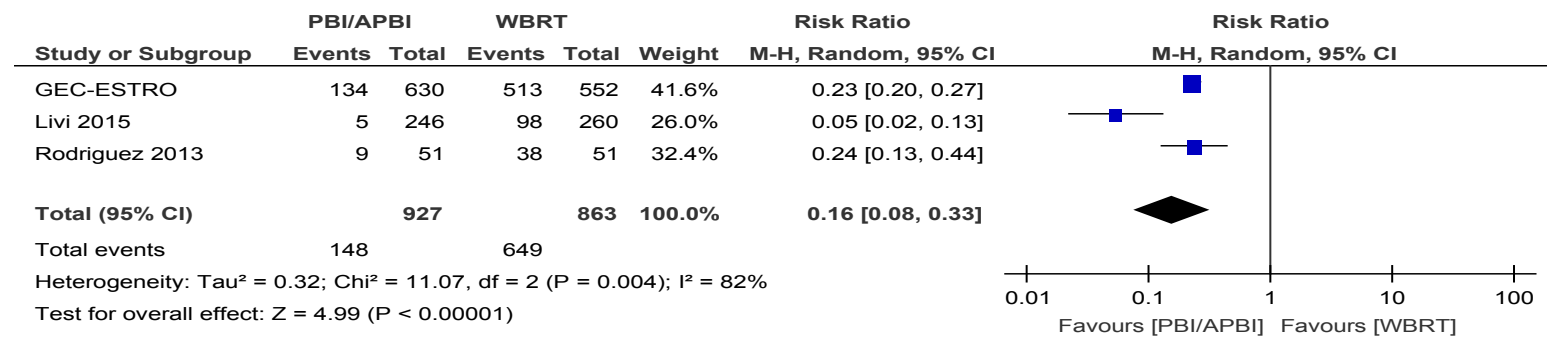 PBI/APBI WBRT Risk Ratio Risk Ratio
Study or Subgroup Events Total Events Total Weight M-H, Random, 95% CI M-H, Random, 95% CI
GEC-ESTRO 134 630 513 552 41.6% 0.23 [0.20, 0.27]
Livi 2015 5 246 98 260 26.0% 0.05 [0.02, 0.13]
Rodriguez 2013 9 51 38 51 32.4% 0.24 [0.13, 0.44]
Total (95% CI) 927 863 100.0% 0.16 [0.08, 0.33]
Total events 148 649
Heterogeneity: Tau² = 0.32; Chi² = 11.07, df = 2 (P = 0.004); I² = 82%
Test for overall effect: Z = 4.99 (P < 0.00001)
0.01 0.1 1 10 100
Favours [PBI/APBI] Favours [WBRT]